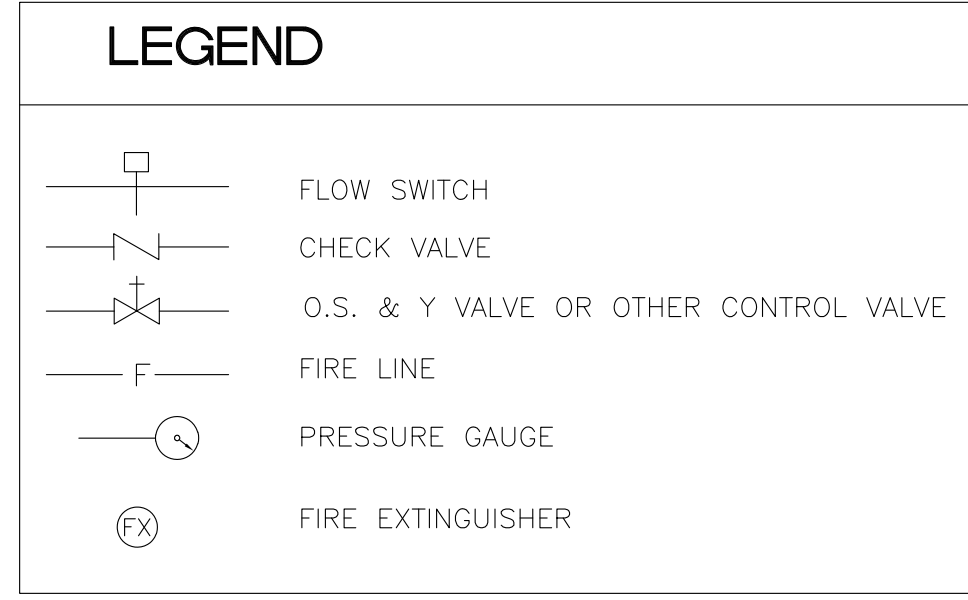 LEGEND
FLOW SWITCH
CHECK VALVE
O.S. & Y VALVE OR OTHER CONTROL VALVE
F FIRE LINE
PRESSURE GAUGE
FX FIRE EXTINGUISHER